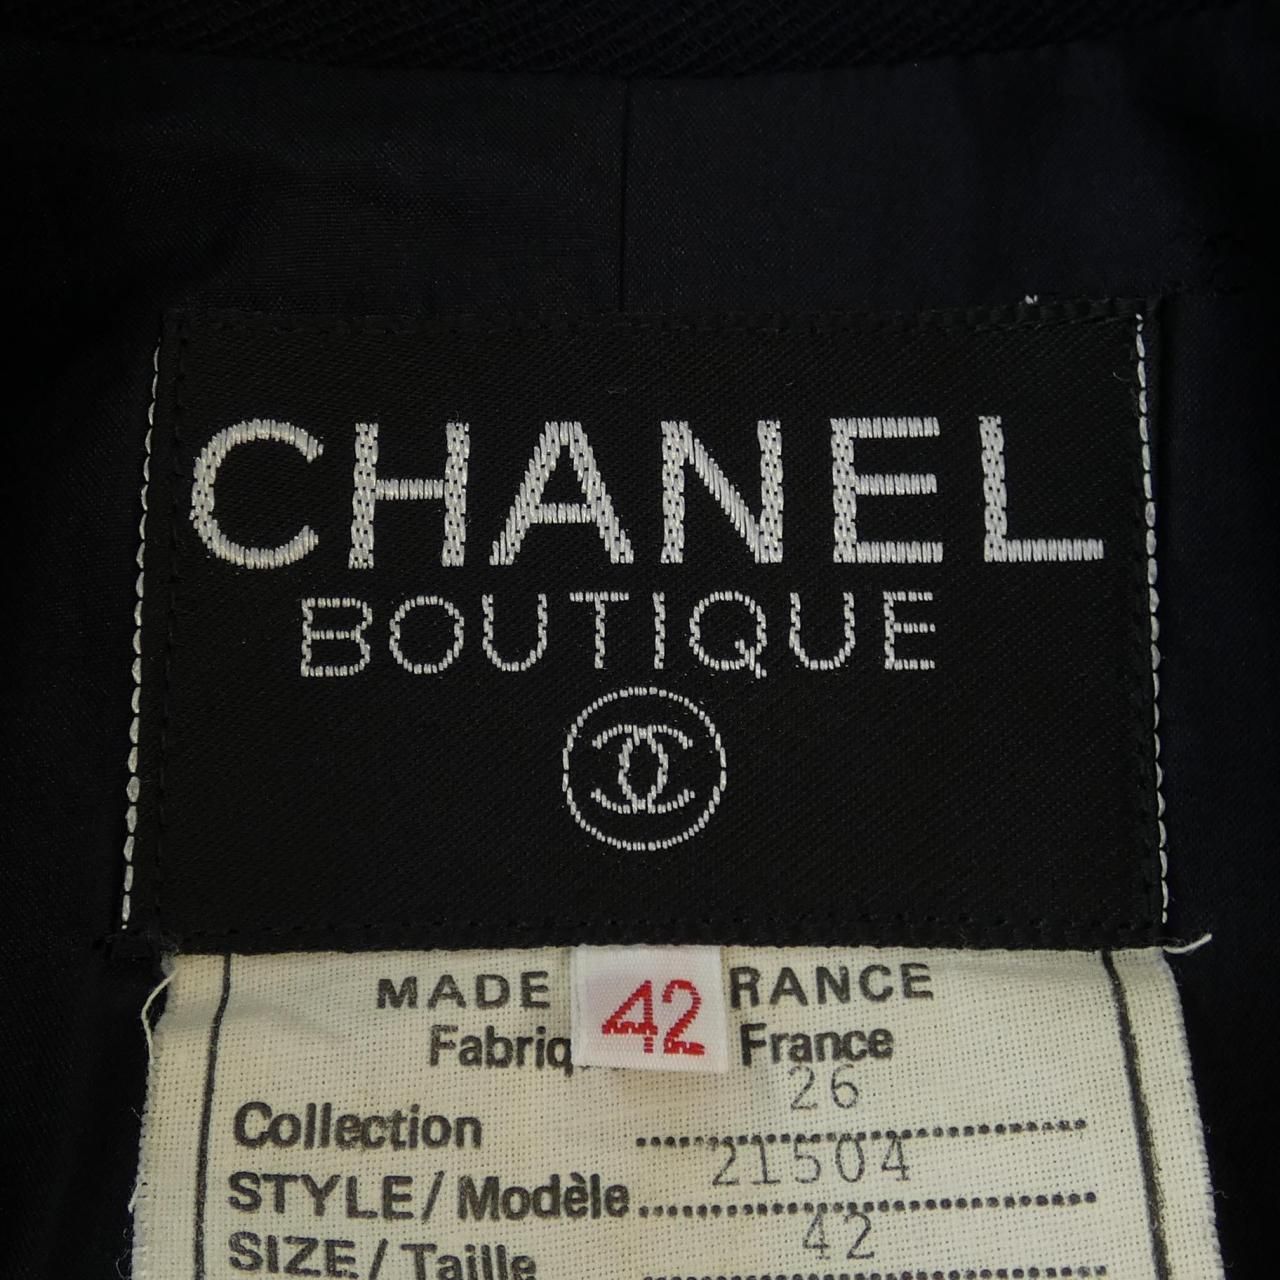 CHANEL
BOUTIQUE
MADE RANCE
42
Fabriq France
26
Collection
21504
STYLE/Modèle
42
SIZE/Taille